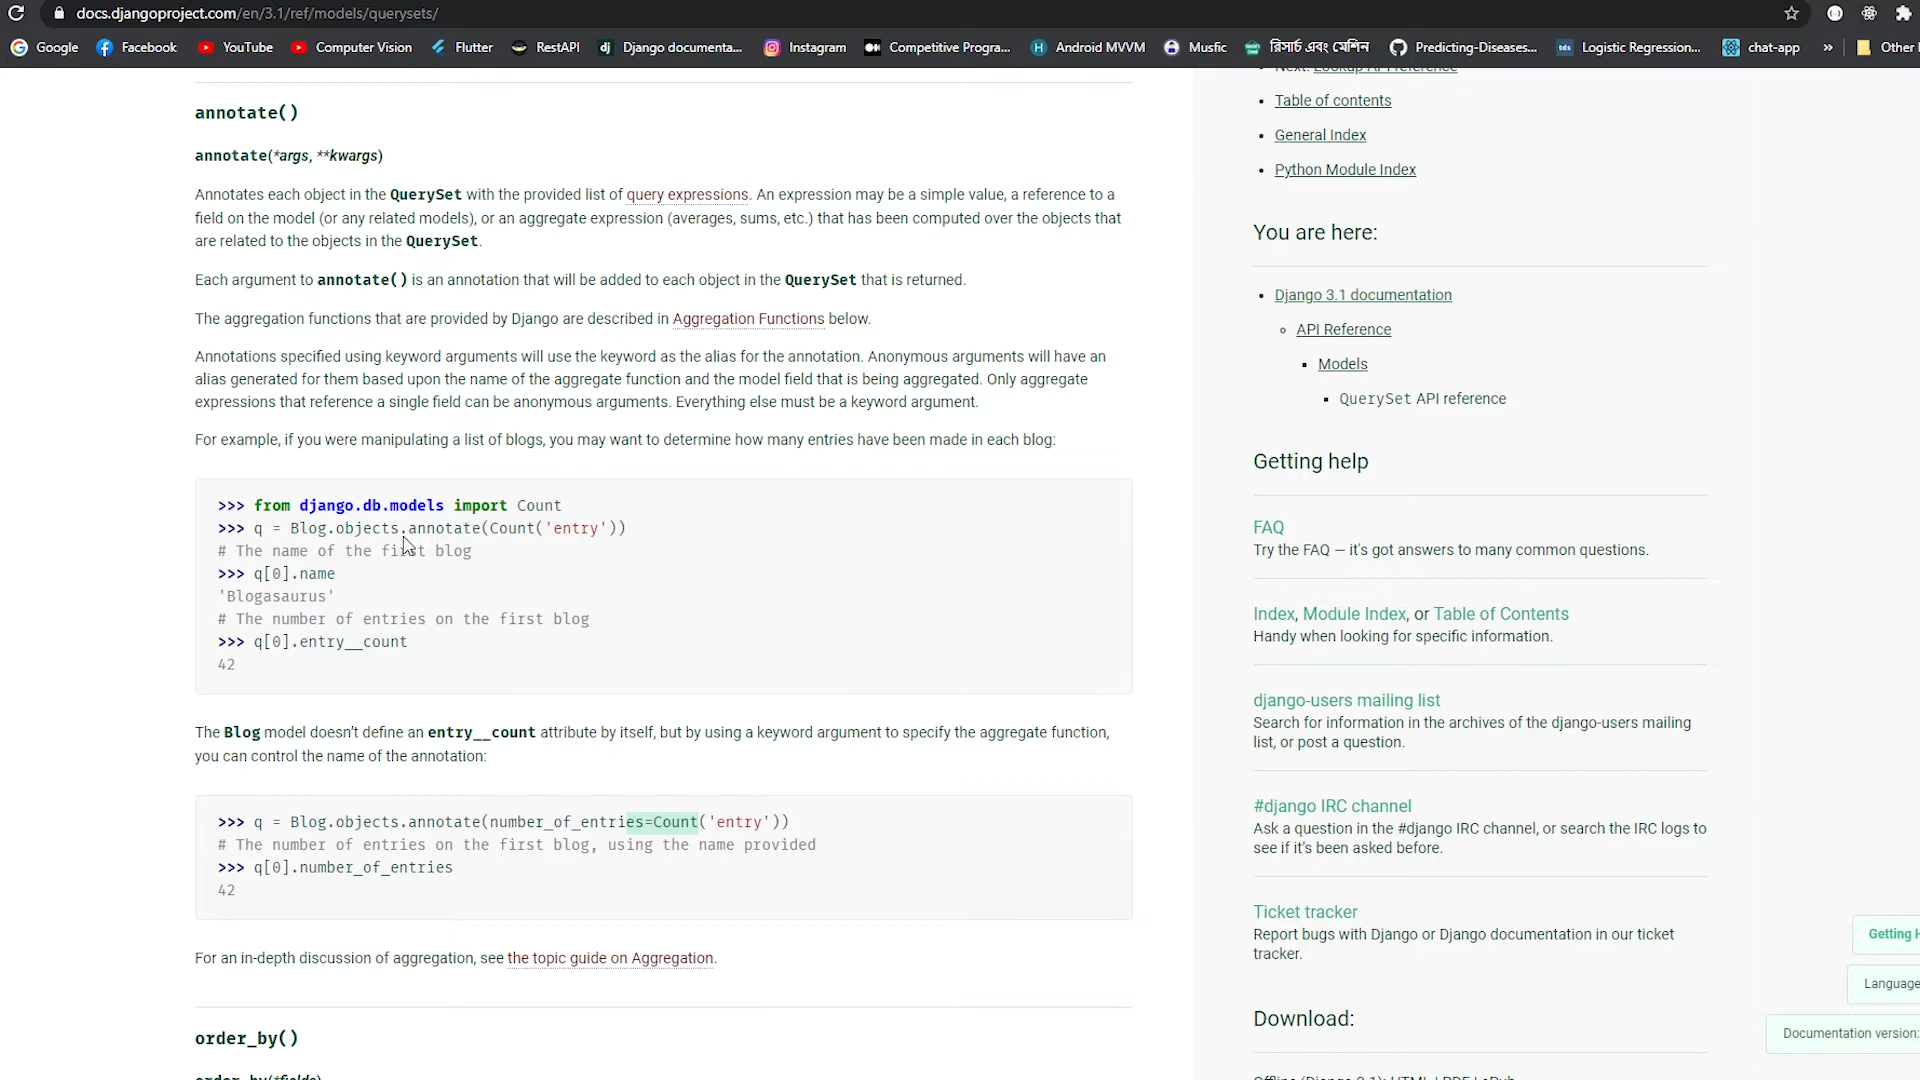 docs.djangoproject.com/en/3.1/ref/models/querysets/
Google Facebook YouTube Computer Vision Flutter RestAPI Django documenta... Instagram Competitive Progra... Android MVVM Musfic রিসার্চ এবং মেশিন Predicting-Diseases... Logistic Regression... chat-app » Other
annotate()
annotate(*args, **kwargs)
Annotates each object in the QuerySet with the provided list of query expressions. An expression may be a simple value, a reference to a
field on the model (or any related models), or an aggregate expression (averages, sums, etc.) that has been computed over the objects that
are related to the objects in the QuerySet.
Each argument to annotate() is an annotation that will be added to each object in the QuerySet that is returned.
The aggregation functions that are provided by Django are described in Aggregation Functions below.
Annotations specified using keyword arguments will use the keyword as the alias for the annotation. Anonymous arguments will have an
alias generated for them based upon the name of the aggregate function and the model field that is being aggregated. Only aggregate
expressions that reference a single field can be anonymous arguments. Everything else must be a keyword argument.
For example, if you were manipulating a list of blogs, you may want to determine how many entries have been made in each blog:
>>> from django.db.models import Count
>>> q = Blog.objects.annotate(Count('entry'))
# The name of the first blog
>>> q[0].name
'Blogasaurus'
# The number of entries on the first blog
>>> q[0].entry__count
42
The Blog model doesn't define an entry__count attribute by itself, but by using a keyword argument to specify the aggregate function,
you can control the name of the annotation:
>>> q = Blog.objects.annotate(number_of_entries=Count('entry'))
# The number of entries on the first blog, using the name provided
>>> q[0].number_of_entries
42
For an in-depth discussion of aggregation, see the topic guide on Aggregation.
order_by()
order_by(*fields)
Next: Lookup API reference
Table of contents
General Index
Python Module Index
You are here:
Django 3.1 documentation
API Reference
Models
QuerySet API reference
Getting help
FAQ
Try the FAQ — it's got answers to many common questions.
Index, Module Index, or Table of Contents
Handy when looking for specific information.
django-users mailing list
Search for information in the archives of the django-users mailing
list, or post a question.
#django IRC channel
Ask a question in the #django IRC channel, or search the IRC logs to
see if it's been asked before.
Ticket tracker
Report bugs with Django or Django documentation in our ticket
tracker.
Download:
Offline (Django 3.1): HTML | PDF | ePub
Getting H
Language
Documentation version: